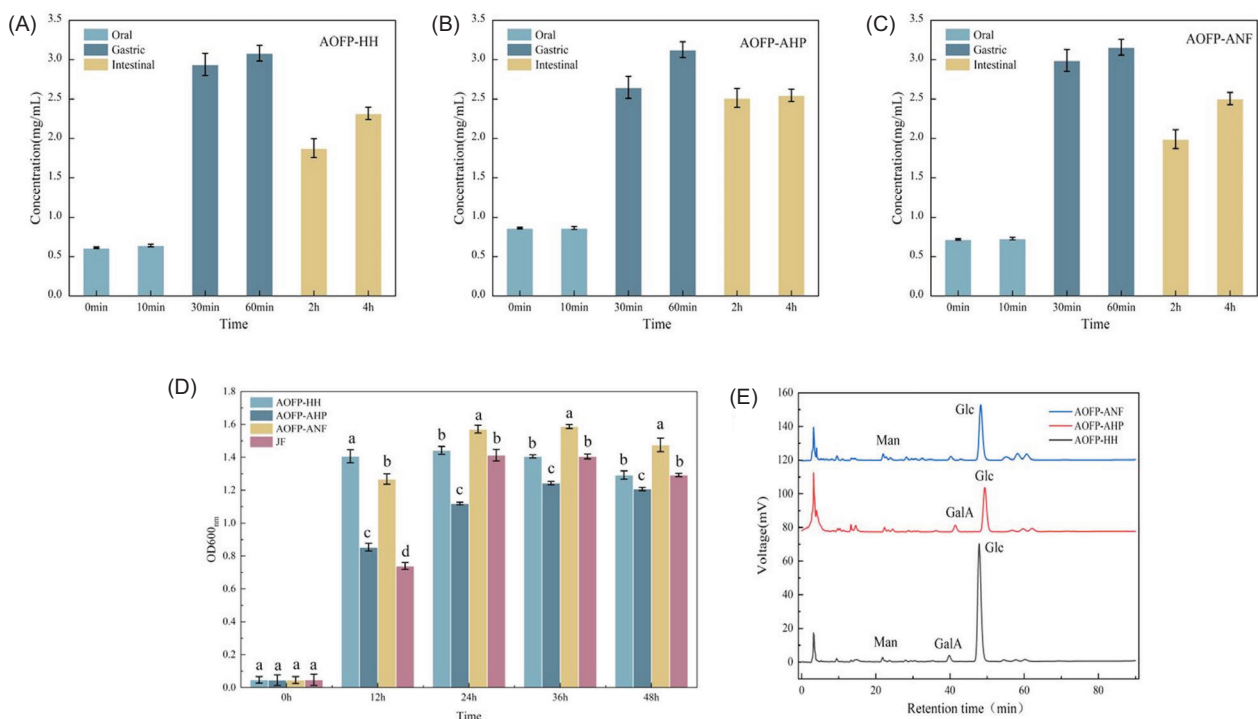 (A)
3.5
3.0
2.5
2.0
1.5
1.0
0.5
0.0
Concentration(mg/mL)
Oral
Gastric
Intestinal
AOFP-HH
0min 10min 30min 60min 2h 4h
Time
(B)
3.5
3.0
2.5
2.0
1.5
1.0
0.5
0.0
Concentration(mg/mL)
Oral
Gastric
Intestinal
AOFP-AHP
0min 10min 30min 60min 2h 4h
Time
(C)
3.5
3.0
2.5
2.0
1.5
1.0
0.5
0.0
Concentration(mg/mL)
Oral
Gastric
Intestinal
AOFP-ANF
0min 10min 30min 60min 2h 4h
Time
(D)
1.8
1.6
1.4
1.2
1.0
0.8
0.6
0.4
0.2
0.0
OD600nm
AOFP-HH
AOFP-AHP
AOFP-ANF
JF
a a a a
a c b d
b c a b
b c a b
b c a b
0h 12h 24h 36h 48h
Time
(E)
160
140
120
100
80
60
40
20
0
Voltage(mV)
AOFP-ANF
AOFP-AHP
AOFP-HH
Man Glc
GalA Glc
Man GalA Glc
0 20 40 60 80
Retention time（min）